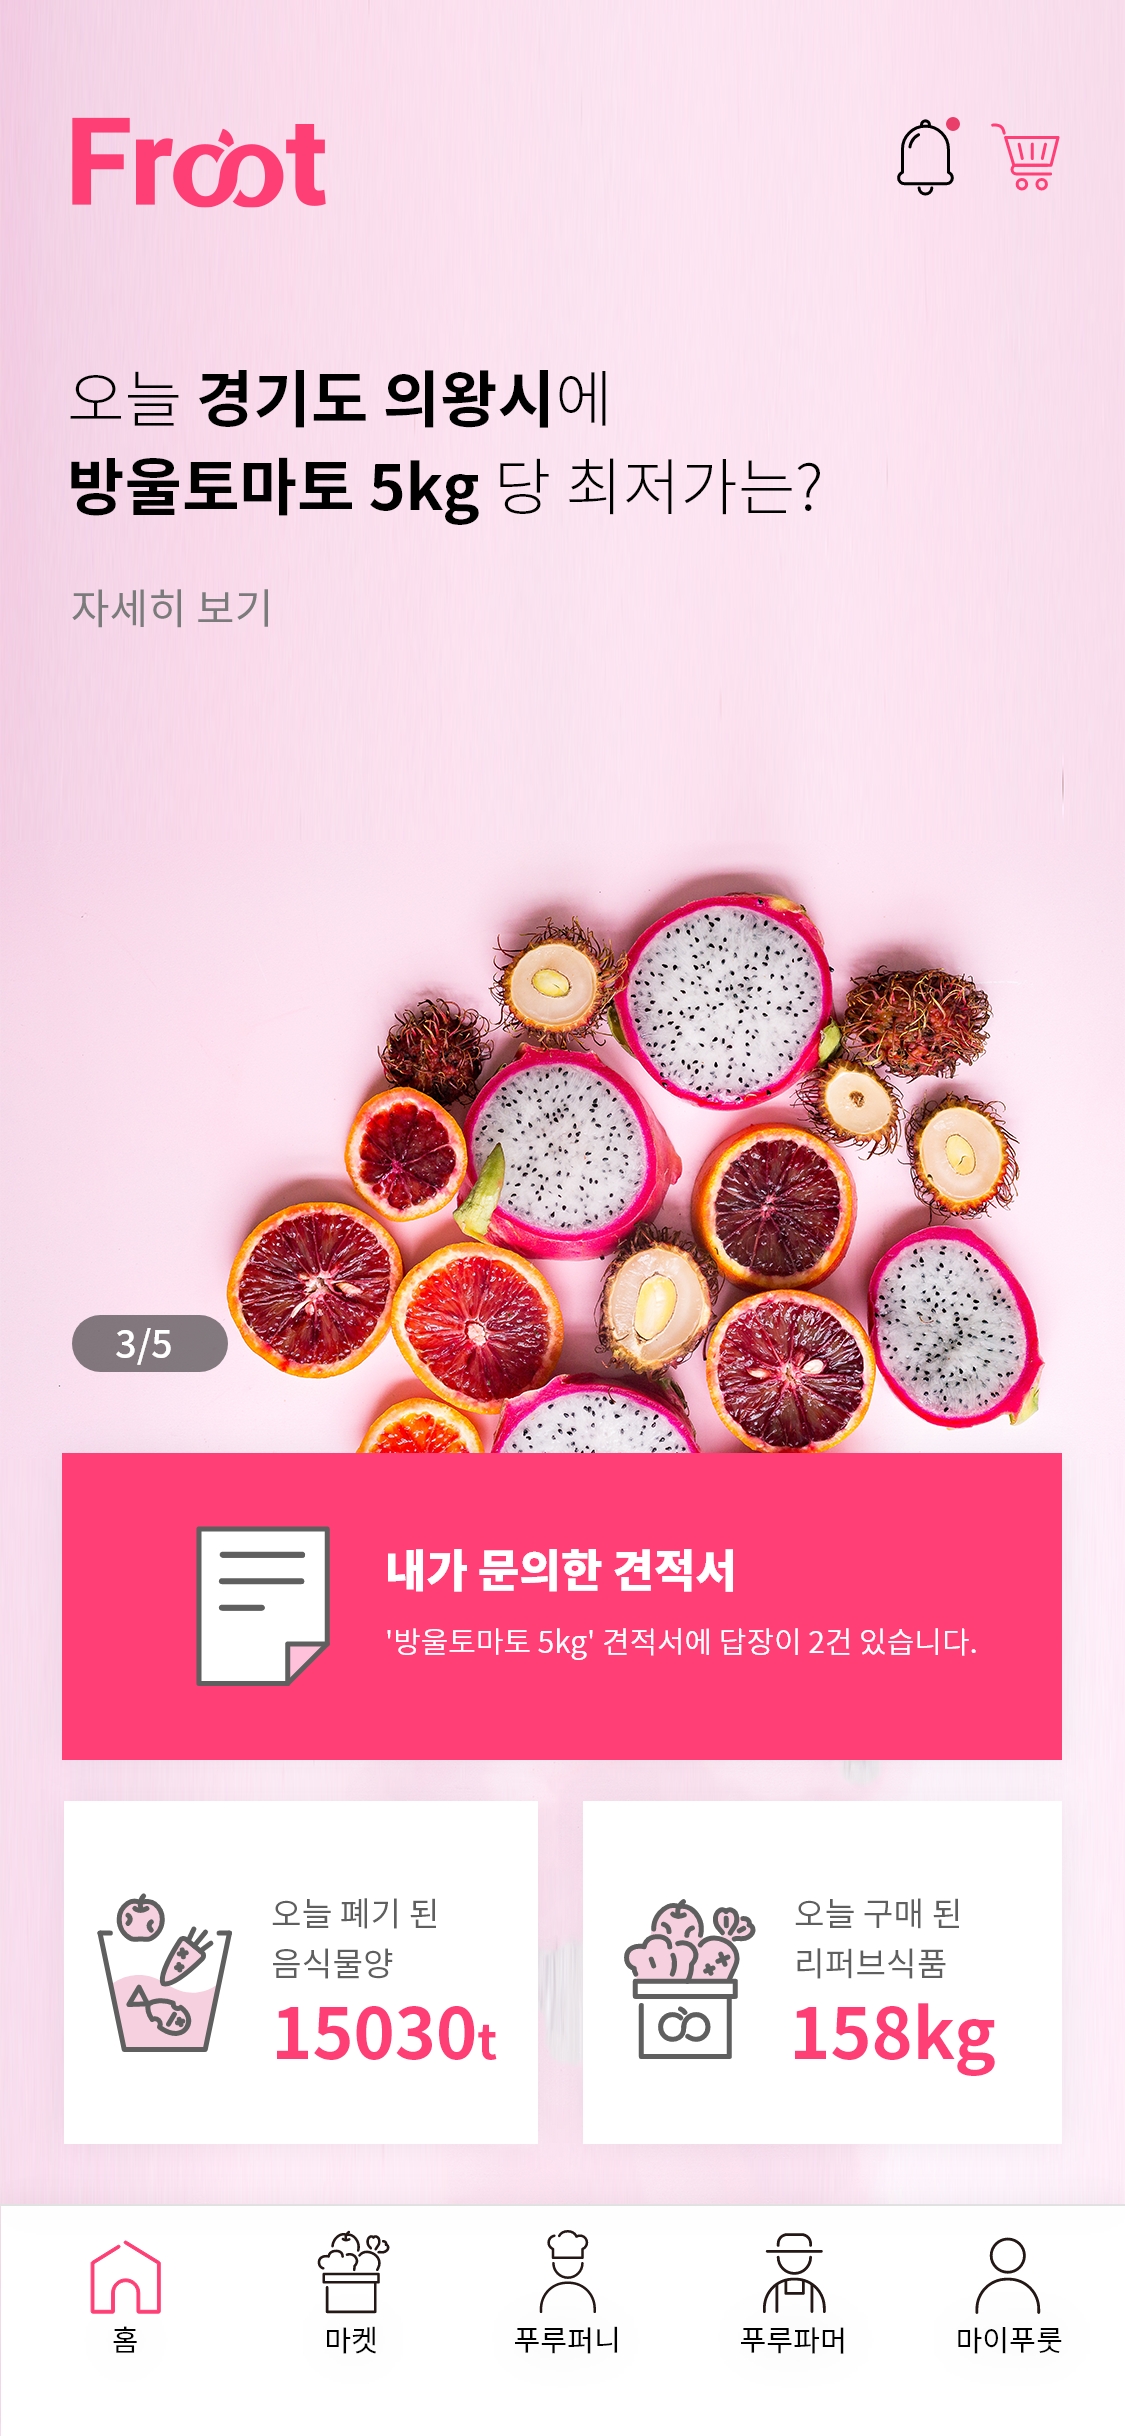 Froot
오늘 경기도 의왕시에
방울토마토 5kg 당 최저가는?
자세히 보기
3/5
내가 문의한 견적서
'방울토마토 5kg' 견적서에 답장이 2건 있습니다.
오늘 폐기 된
음식물양
15030t
오늘 구매 된
리퍼브식품
158kg
홈
마켓
푸루퍼니
푸루파머
마이푸룻